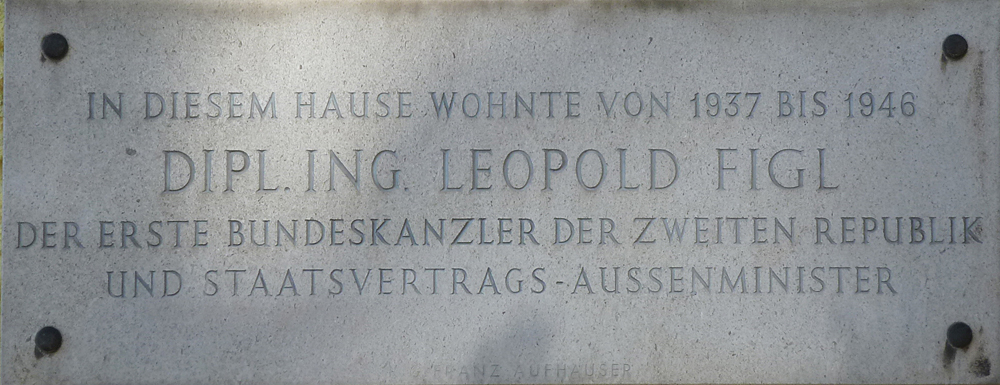 IN DIESEM HAUSE WOHNTE VON 1937 BIS 1946
DIPL. ING. LEOPOLD FIGL
DER ERSTE BUNDESKANZLER DER ZWEITEN REPUBLIK
UND STAATSVERTRAGS-AUSSENMINISTER
FRANZ AUFHAUSER